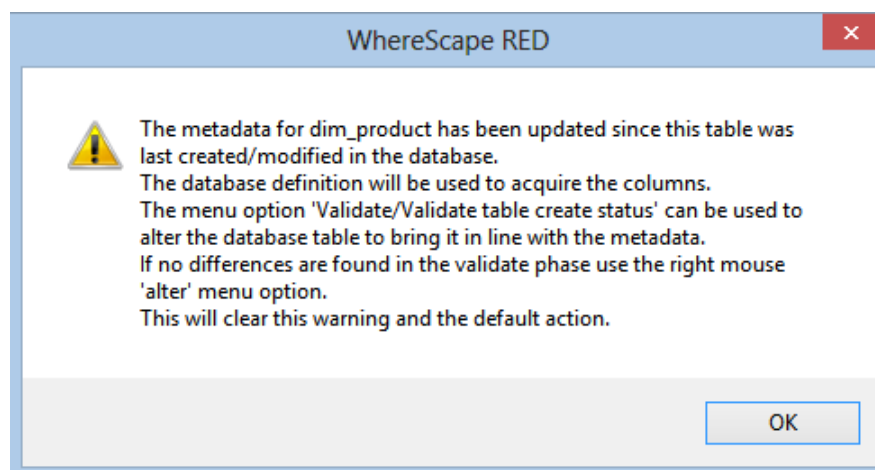 WhereScape RED
The metadata for dim_product has been updated since this table was
last created/modified in the database.
The database definition will be used to acquire the columns.
The menu option 'Validate/Validate table create status' can be used to
alter the database table to bring it in line with the metadata.
If no differences are found in the validate phase use the right mouse
'alter' menu option.
This will clear this warning and the default action.
OK